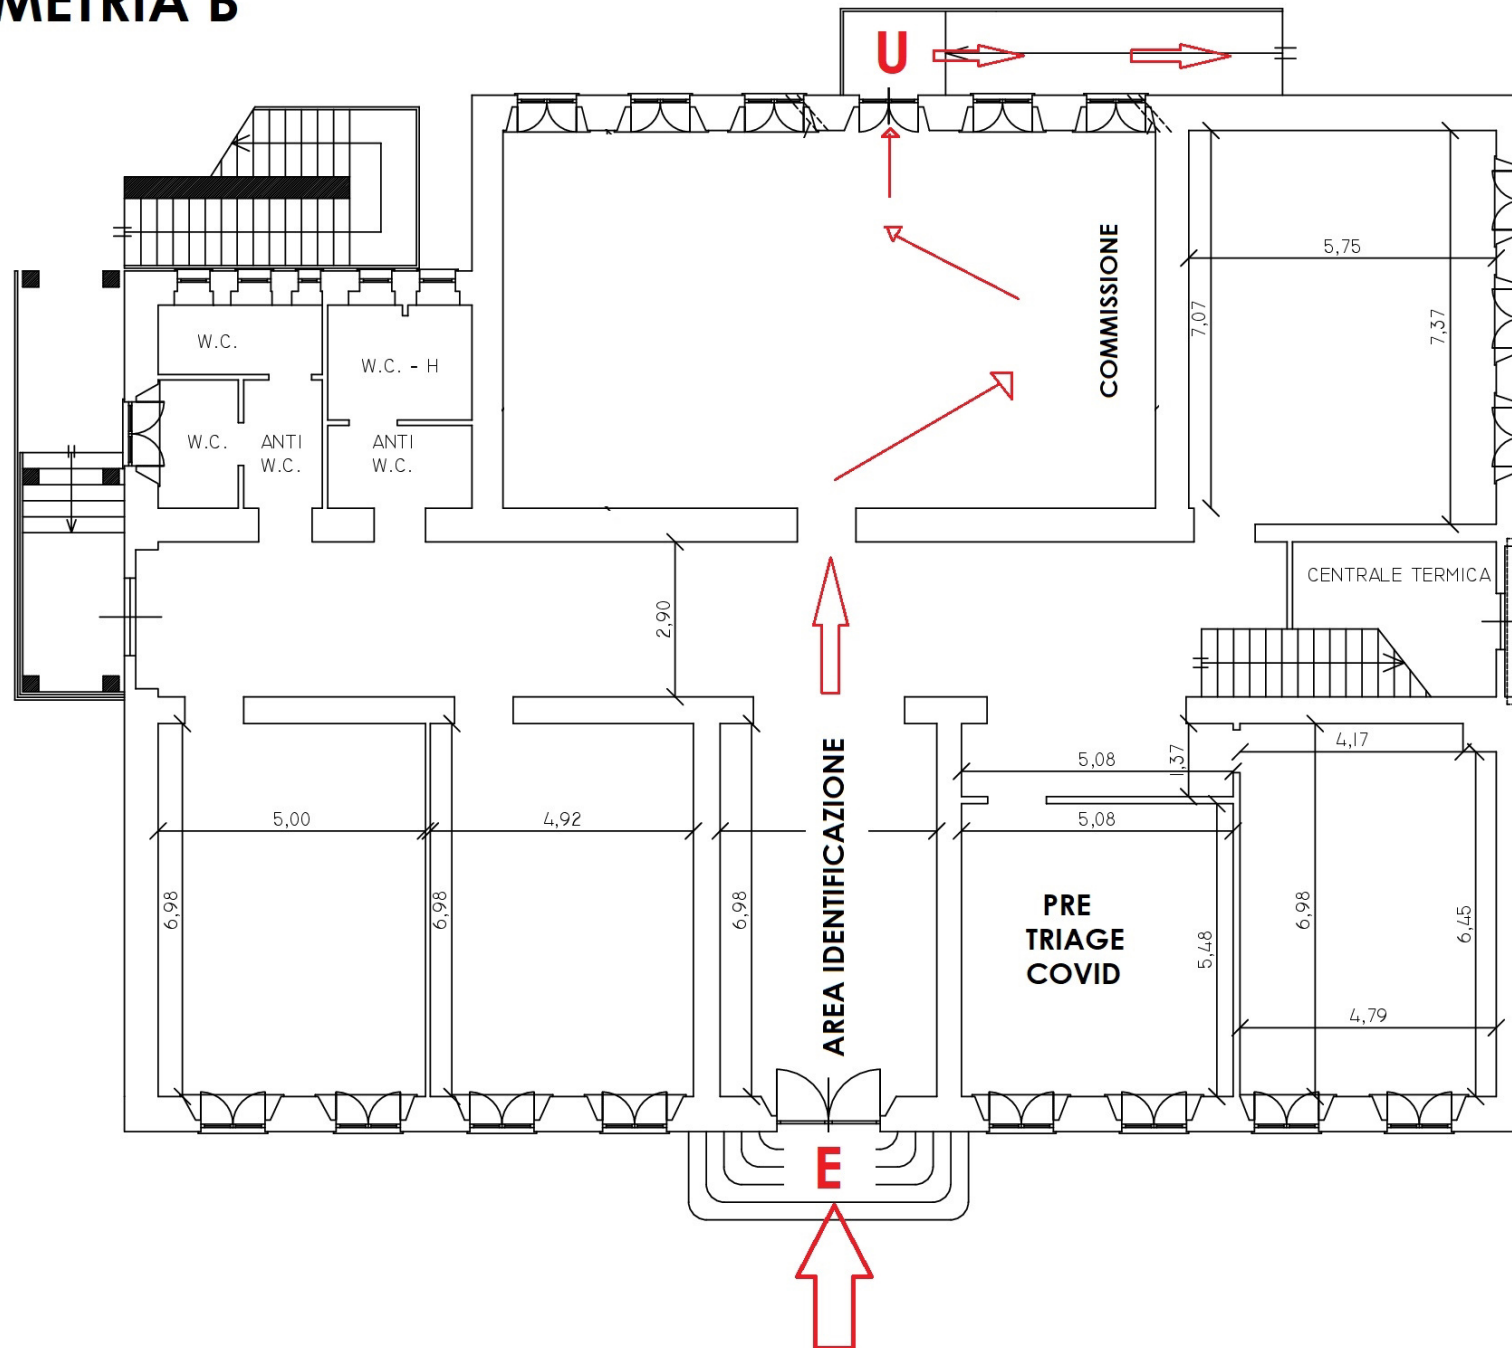 METRIA B
U
COMMISSIONE
5,75
7,07
7,37
W.C.
W.C. - H
W.C.
ANTI
W.C.
ANTI
W.C.
CENTRALE TERMICA
2,90
AREA IDENTIFICAZIONE
5,08
1,37
4,17
5,00
4,92
5,08
6,98
6,98
6,98
PRE
TRIAGE
COVID
5,48
6,98
6,45
4,79
E